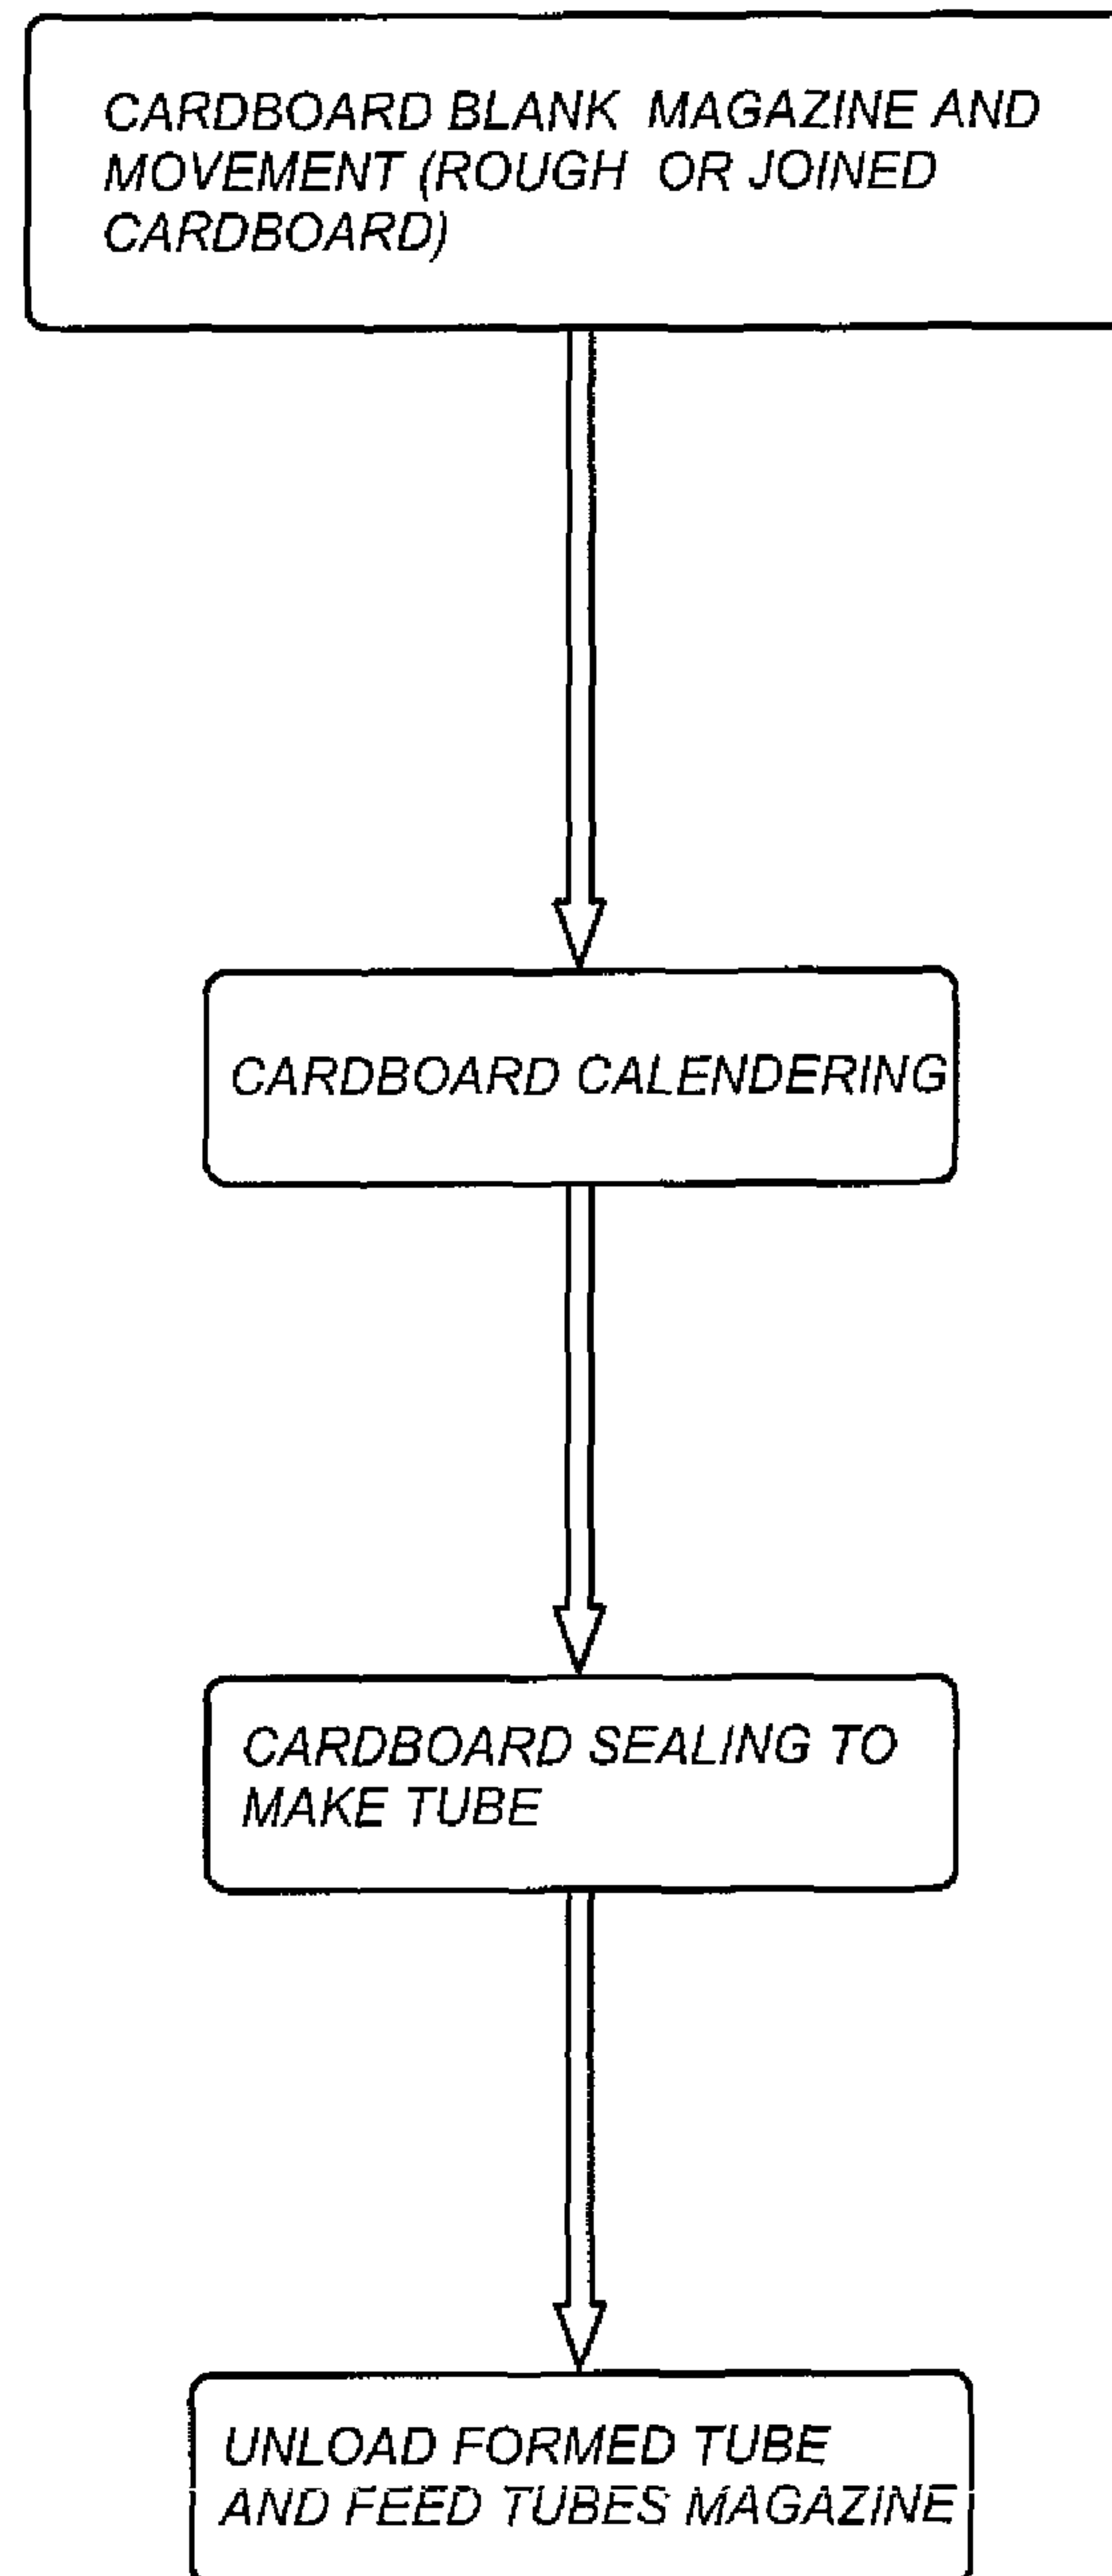 CARDBOARD BLANK MAGAZINE AND
MOVEMENT (ROUGH OR JOINED
CARDBOARD)
CARDBOARD CALENDERING
CARDBOARD SEALING TO
MAKE TUBE
UNLOAD FORMED TUBE
AND FEED TUBES MAGAZINE